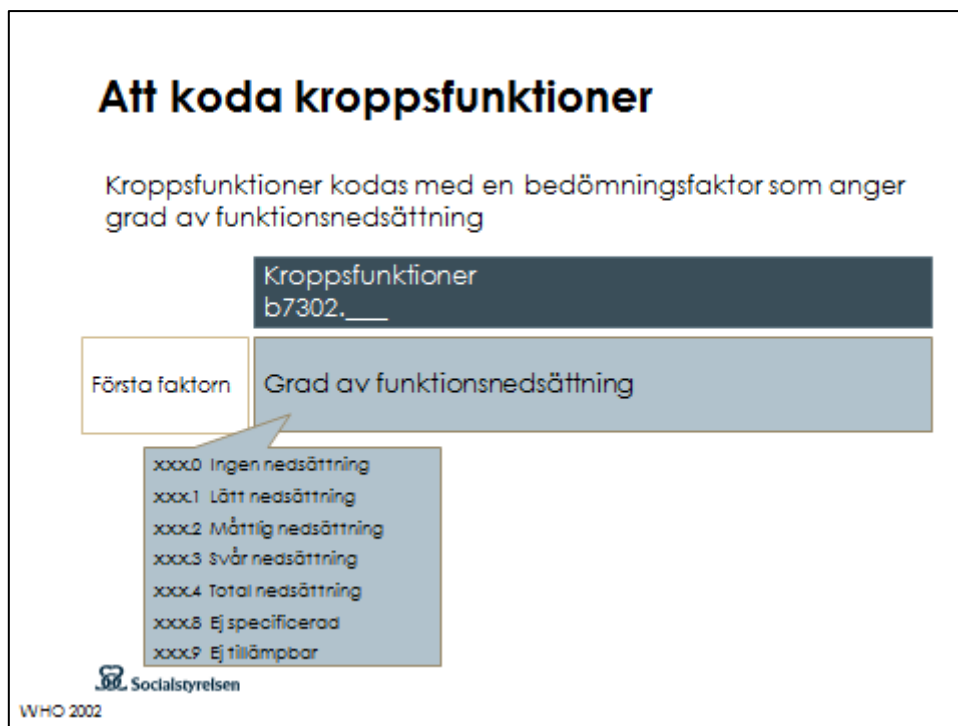 Att koda kroppsfunktioner
Kroppsfunktioner kodas med en bedömningsfaktor som anger
grad av funktionsnedsättning
Kroppsfunktioner
b7302.___
Första faktorn
Grad av funktionsnedsättning
xxx.0 Ingen nedsättning
xxx.1 Lätt nedsättning
xxx.2 Måttlig nedsättning
xxx.3 Svår nedsättning
xxx.4 Total nedsättning
xxx.8 Ej specificerad
xxx.9 Ej tillämpbar
Socialstyrelsen
WHO 2002